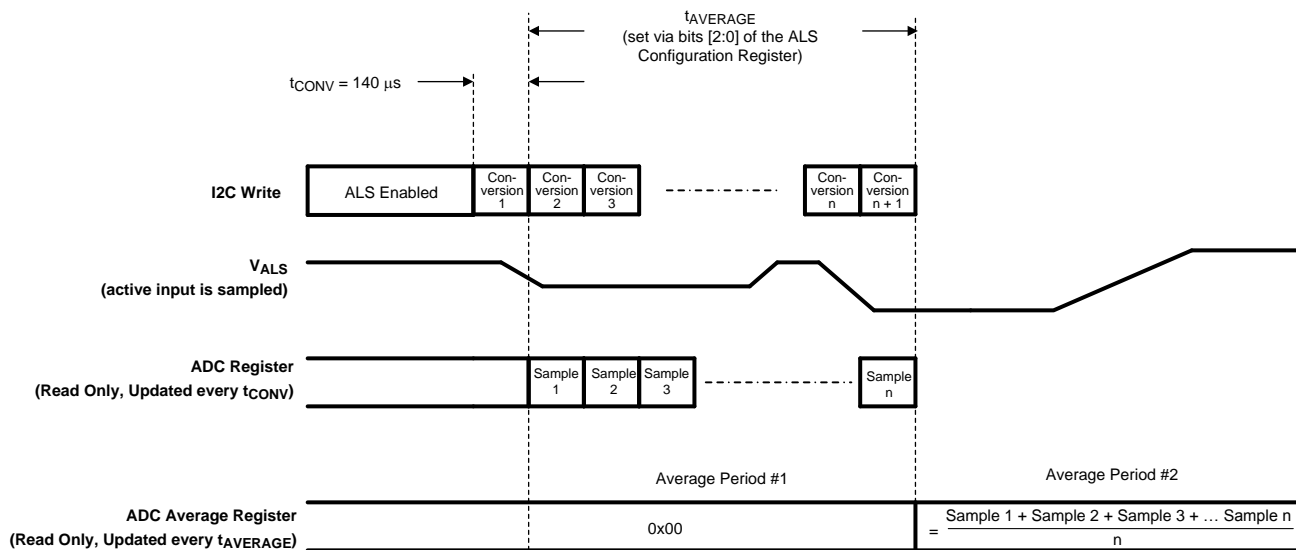 tAVERAGE
(set via bits [2:0] of the ALS
Configuration Register)
tCONV = 140 μs
I2C Write
ALS Enabled
Con-
version
1
Con-
version
2
Con-
version
3
Con-
version
n
Con-
version
n + 1
VALS
(active input is sampled)
ADC Register
(Read Only, Updated every tCONV)
Sample
1
Sample
2
Sample
3
Sample
n
Average Period #1
Average Period #2
ADC Average Register
(Read Only, Updated every tAVERAGE)
0x00
= Sample 1 + Sample 2 + Sample 3 + ... Sample n
n